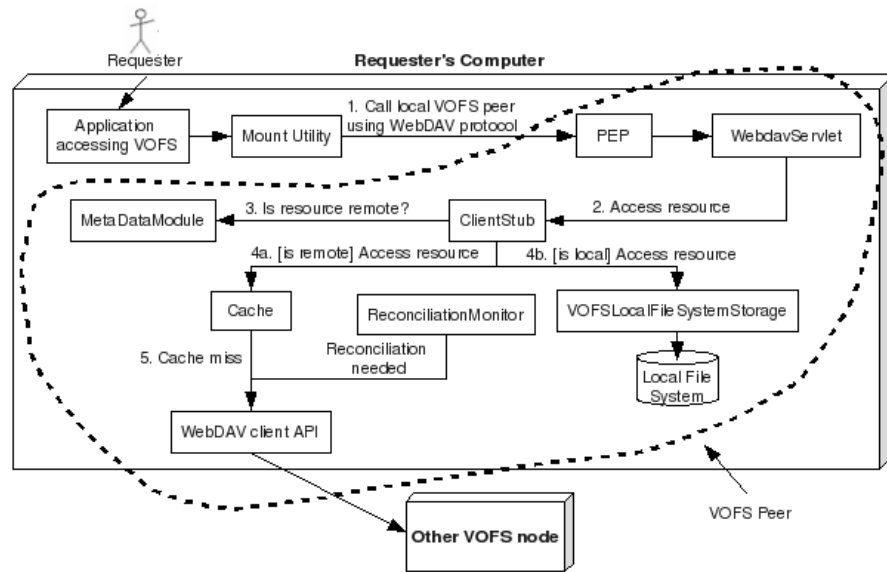 Requester
Requester's Computer
1. Call local VOFS peer
using WebDAV protocol
Application
accessing VOFS
Mount Utility
PEP
WebdavServlet
MetaDataModule
3. Is resource remote?
ClientStub
2. Access resource
4a. [is remote] Access resource
4b. [is local] Access resource
Cache
ReconciliationMonitor
VOFSLocalFileSystemStorage
5. Cache miss
Reconciliation
needed
Local File
System
WebDAV client API
VOFS Peer
Other VOFS node